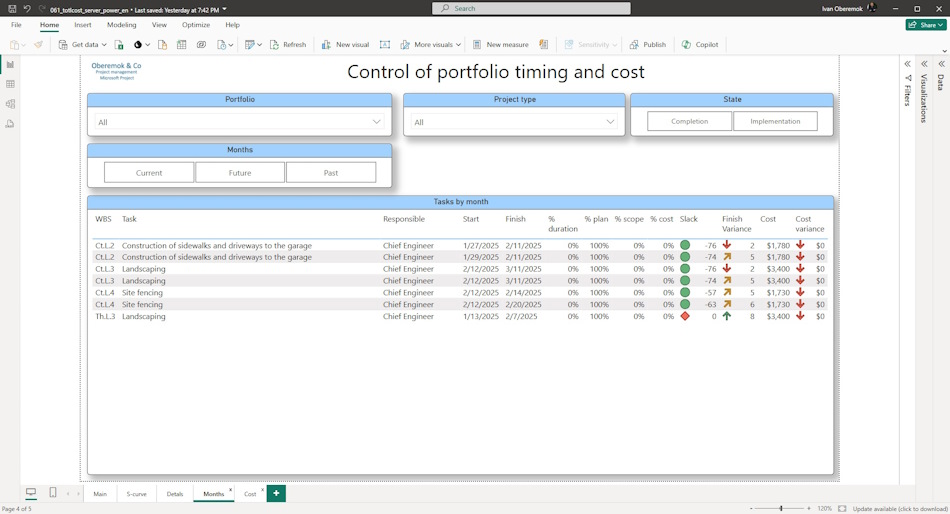 061_totlcost_server_power_en • Last saved: Yesterday at 7:42 PM
Search
Ivan Oberemok
File Home Insert Modeling View Optimize Help
Share
Get data Refresh New visual More visuals New measure Sensitivity Publish Copilot
Oberemok & Co
Project management
Microsoft Project
Control of portfolio timing and cost
Portfolio Project type State
All All Completion Implementation
Months
Current Future Past
Tasks by month
WBS Task Responsible Start Finish % duration % plan % scope % cost Slack Finish Variance Cost Cost variance
Ct.L.2 Construction of sidewalks and driveways to the garage Chief Engineer 1/27/2025 2/11/2025 0% 100% 0% 0% -76 2 $1,780 $0
Ct.L.2 Construction of sidewalks and driveways to the garage Chief Engineer 1/29/2025 2/11/2025 0% 100% 0% 0% -74 5 $1,780 $0
Ct.L.3 Landscaping Chief Engineer 2/12/2025 3/11/2025 0% 100% 0% 0% -76 2 $3,400 $0
Ct.L.3 Landscaping Chief Engineer 2/12/2025 3/11/2025 0% 100% 0% 0% -74 5 $3,400 $0
Ct.L.4 Site fencing Chief Engineer 2/12/2025 2/14/2025 0% 100% 0% 0% -57 5 $1,730 $0
Ct.L.4 Site fencing Chief Engineer 2/12/2025 2/20/2025 0% 100% 0% 0% -63 6 $1,730 $0
Th.L.3 Landscaping Chief Engineer 1/13/2025 2/7/2025 0% 100% 0% 0% 0 8 $3,400 $0
Filters
Visualizations
Data
Main S-curve Details Months x Cost x +
Page 4 of 5
120%
Update available (click to download)